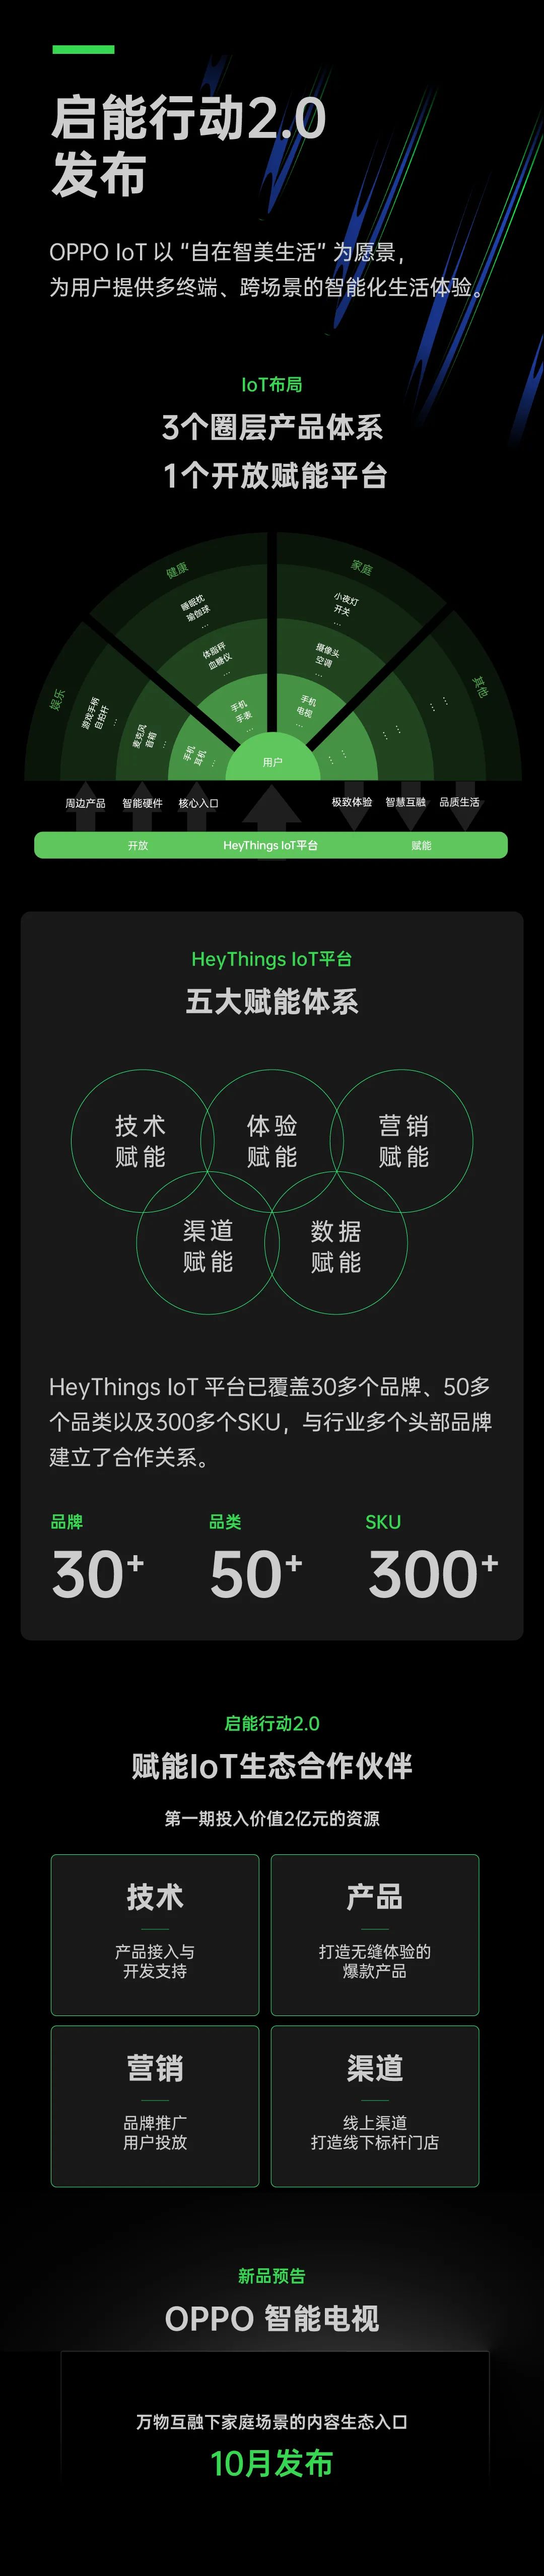 启能行动2.0
发布
OPPO IoT 以 “自在智美生活” 为愿景，
为用户提供多终端、跨场景的智能化生活体验。
IoT布局
3个圈层产品体系
1个开放赋能平台
娱乐
游戏手柄
自拍杆
...
麦克风
音箱
...
手机
耳机
...
健康
睡眠枕
瑜伽球
...
体脂秤
血糖仪
...
手机
手表
...
家庭
小夜灯
开关
...
摄像头
空调
...
手机
电视
...
其他
... ...
... ...
... ...
用户
周边产品 智能硬件 核心入口 极致体验 智慧互融 品质生活
开放 HeyThings IoT平台 赋能
HeyThings IoT平台
五大赋能体系
技术
赋能
体验
赋能
营销
赋能
渠道
赋能
数据
赋能
HeyThings IoT 平台已覆盖30多个品牌、50多
个品类以及300多个SKU，与行业多个头部品牌
建立了合作关系。
品牌 品类 SKU
30+ 50+ 300+
启能行动2.0
赋能IoT生态合作伙伴
第一期投入价值2亿元的资源
技术
产品接入与
开发支持
产品
打造无缝体验的
爆款产品
营销
品牌推广
用户投放
渠道
线上渠道
打造线下标杆门店
新品预告
OPPO 智能电视
万物互融下家庭场景的内容生态入口
10月发布